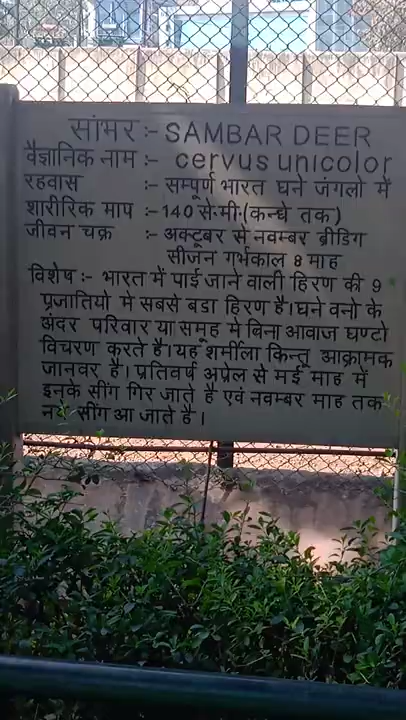 सांभर :- SAMBAR DEER
वैज्ञानिक नाम :- cervus unicolor
रहवास :- सम्पूर्ण भारत घने जंगलो में
शारीरिक माप :- 140 से.मी.(कन्धे तक)
जीवन चक्र :- अक्टूबर से नवम्बर ब्रीडिग
सीजन गर्भकाल 8 माह
विशेष :- भारत में पाई जाने वाली हिरण की 9
प्रजातियो मे सबसे बडा हिरण है।घने वनो के
अंदर परिवार या समूह मे बिना आवाज घण्टो
विचरण करते है।यह शर्मीला किन्तू आक्रामक
जानवर है। प्रतिवर्ष अप्रेल से मई माह में
इनके सींग गिर जाते है एवं नवम्बर माह तक
नए सींग आ जाते है।